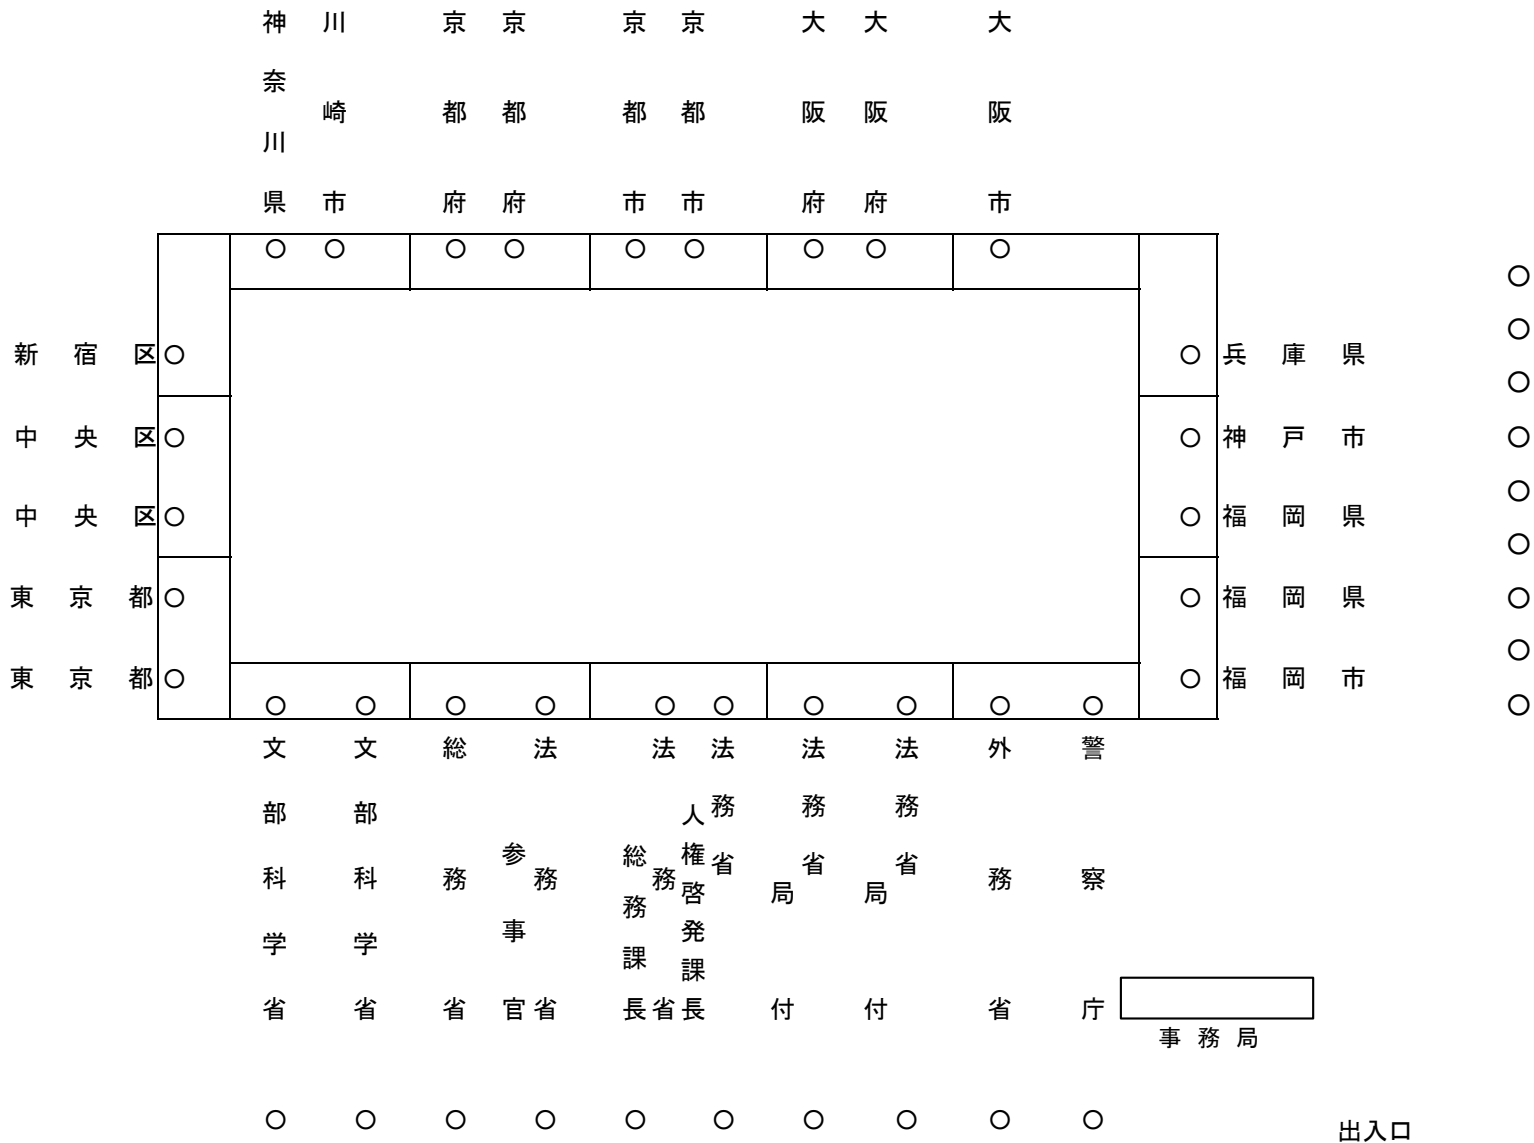 神奈川県
川崎市
京都府
京都府
京都市
京都市
大阪府
大阪府
大阪市
新宿区
中央区
中央区
東京都
東京都
兵庫県
神戸市
福岡県
福岡県
福岡市
文部科学省
文部科学省
総務省
法務省
参事官
法務省
総務課長
法務省
人権啓発課長
法務省
局付
法務省
局付
外務省
警察庁
事務局
出入口